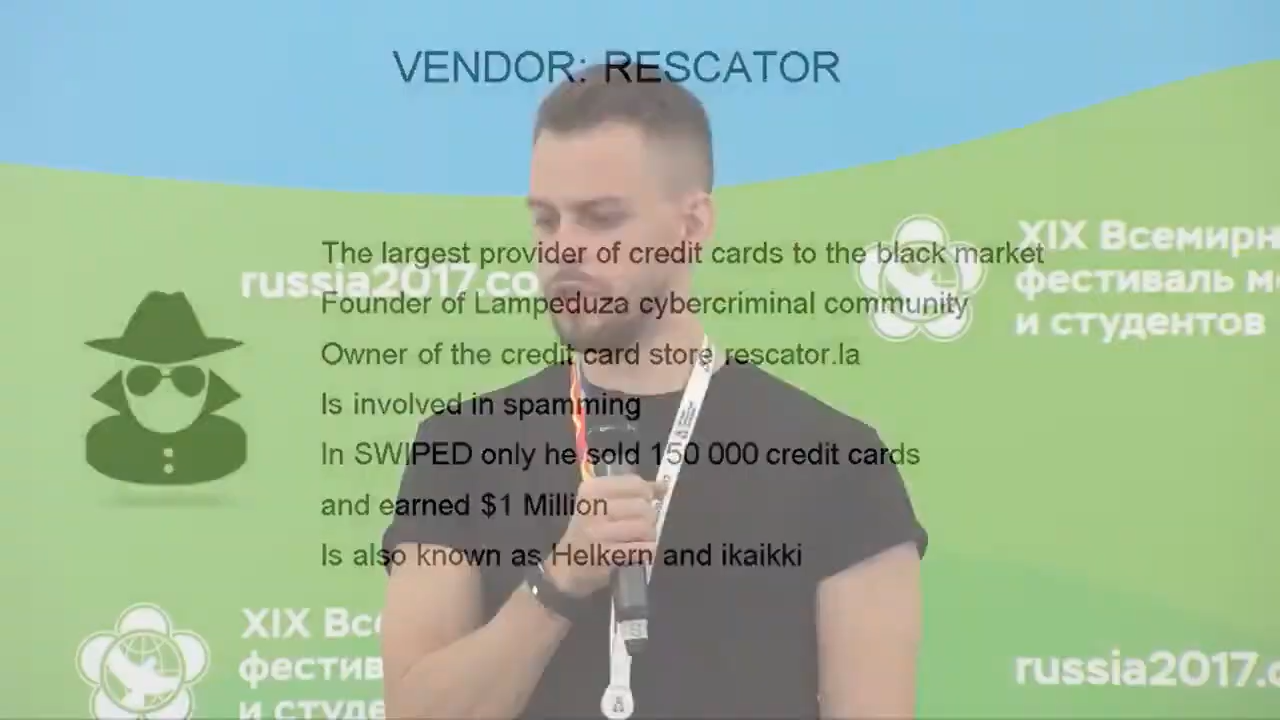 VENDOR: RESCATOR
The largest provider of credit cards to the black market
russia2017.co
Founder of Lampeduza cybercriminal community
Owner of the credit card store rescator.la
Is involved in spamming
In SWIPED only he sold 150 000 credit cards
and earned $1 Million
Is also known as Helkern and ikaikki
XIX Всемирн
фестиваль м
и студентов
XIX Всс
фестив
и студе
russia2017.c